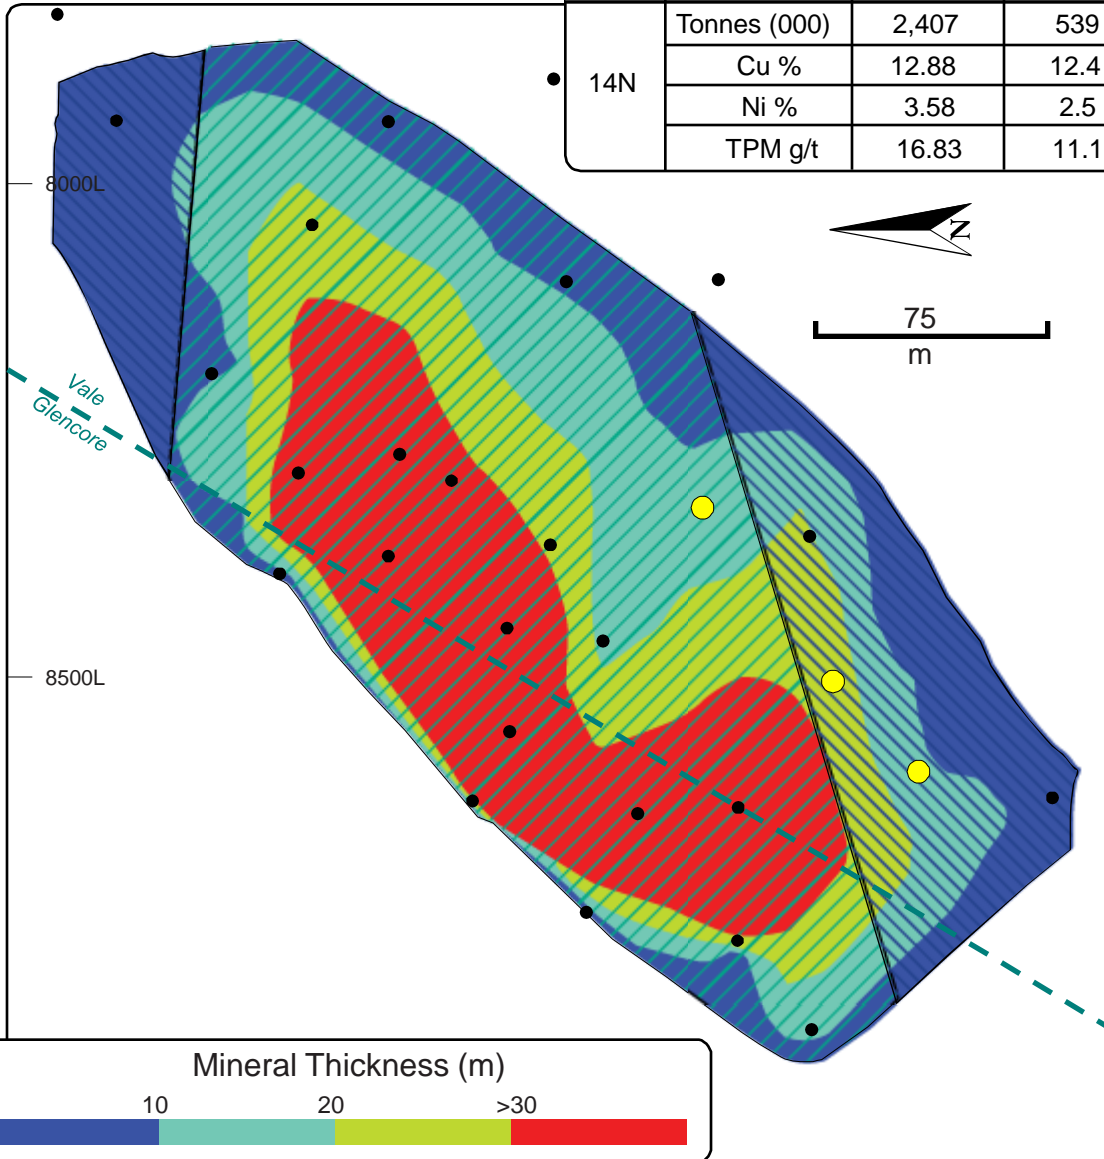 14N
Tonnes (000) 2,407 539
Cu % 12.88 12.4
Ni % 3.58 2.5
TPM g/t 16.83 11.1
8000L
N
75
m
Vale
Glencore
8500L
Mineral Thickness (m)
10 20 >30